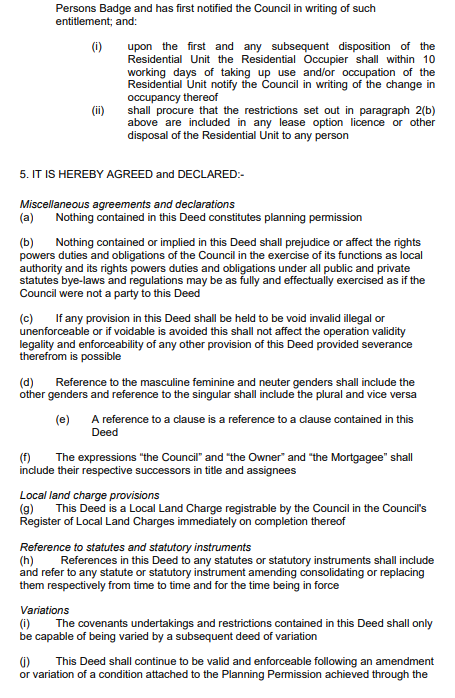 Persons Badge and has first notified the Council in writing of such
entitlement; and:
(i) upon the first and any subsequent disposition of the
Residential Unit the Residential Occupier shall within 10
working days of taking up use and/or occupation of the
Residential Unit notify the Council in writing of the change in
occupancy thereof
(ii) shall procure that the restrictions set out in paragraph 2(b)
above are included in any lease option licence or other
disposal of the Residential Unit to any person
5. IT IS HEREBY AGREED and DECLARED:-
Miscellaneous agreements and declarations
(a) Nothing contained in this Deed constitutes planning permission
(b) Nothing contained or implied in this Deed shall prejudice or affect the rights
powers duties and obligations of the Council in the exercise of its functions as local
authority and its rights powers duties and obligations under all public and private
statutes bye-laws and regulations may be as fully and effectually exercised as if the
Council were not a party to this Deed
(c) If any provision in this Deed shall be held to be void invalid illegal or
unenforceable or if voidable is avoided this shall not affect the operation validity
legality and enforceability of any other provision of this Deed provided severance
therefrom is possible
(d) Reference to the masculine feminine and neuter genders shall include the
other genders and reference to the singular shall include the plural and vice versa
(e) A reference to a clause is a reference to a clause contained in this
Deed
(f) The expressions “the Council” and “the Owner” and “the Mortgagee” shall
include their respective successors in title and assignees
Local land charge provisions
(g) This Deed is a Local Land Charge registrable by the Council in the Council's
Register of Local Land Charges immediately on completion thereof
Reference to statutes and statutory instruments
(h) References in this Deed to any statutes or statutory instruments shall include
and refer to any statute or statutory instrument amending consolidating or replacing
them respectively from time to time and for the time being in force
Variations
(i) The covenants undertakings and restrictions contained in this Deed shall only
be capable of being varied by a subsequent deed of variation
(j) This Deed shall continue to be valid and enforceable following an amendment
or variation of a condition attached to the Planning Permission achieved through the